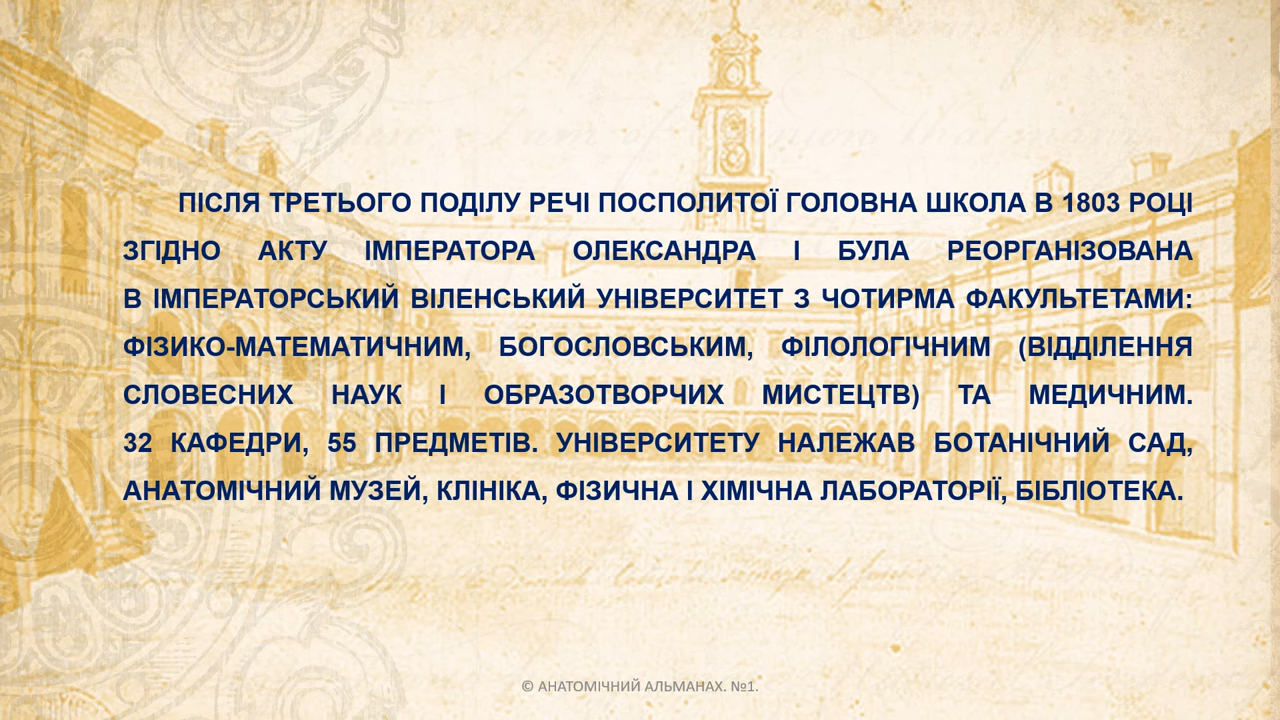 ПІСЛЯ ТРЕТЬОГО ПОДІЛУ РЕЧІ ПОСПОЛИТОЇ ГОЛОВНА ШКОЛА В 1803 РОЦІ
ЗГІДНО АКТУ ІМПЕРАТОРА ОЛЕКСАНДРА І БУЛА РЕОРГАНІЗОВАНА
В ІМПЕРАТОРСЬКИЙ ВІЛЕНСЬКИЙ УНІВЕРСИТЕТ З ЧОТИРМА ФАКУЛЬТЕТАМИ:
ФІЗИКО-МАТЕМАТИЧНИМ, БОГОСЛОВСЬКИМ, ФІЛОЛОГІЧНИМ (ВІДДІЛЕННЯ
СЛОВЕСНИХ НАУК І ОБРАЗОТВОРЧИХ МИСТЕЦТВ) ТА МЕДИЧНИМ.
32 КАФЕДРИ, 55 ПРЕДМЕТІВ. УНІВЕРСИТЕТУ НАЛЕЖАВ БОТАНІЧНИЙ САД,
АНАТОМІЧНИЙ МУЗЕЙ, КЛІНІКА, ФІЗИЧНА І ХІМІЧНА ЛАБОРАТОРІЇ, БІБЛІОТЕКА.
© АНАТОМІЧНИЙ АЛЬМАНАХ. №1.